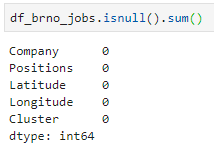 df_brno_jobs.isnull().sum()
Company 0
Positions 0
Latitude 0
Longitude 0
Cluster 0
dtype: int64